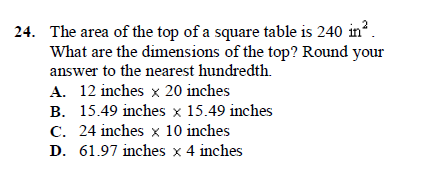 24. The area of the top of a square table is 240 in².
What are the dimensions of the top? Round your
answer to the nearest hundredth.
A. 12 inches × 20 inches
B. 15.49 inches × 15.49 inches
C. 24 inches × 10 inches
D. 61.97 inches × 4 inches